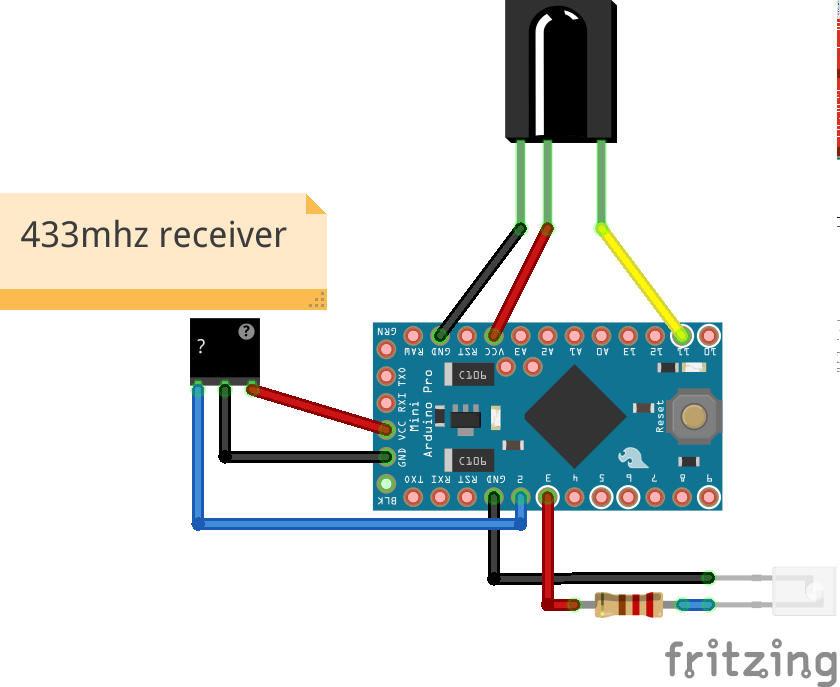 433mhz receiver
?
?
GRN
RAW GND RST VCC A3 A2 A1 A0 13 12 11 10
TXO
RXI
VCC
GND
BLK
Mini
Arduino Pro
C106
C106
Reset
TXO RXI RST GND 2 3 4 5 6 7 8 9
fritzing